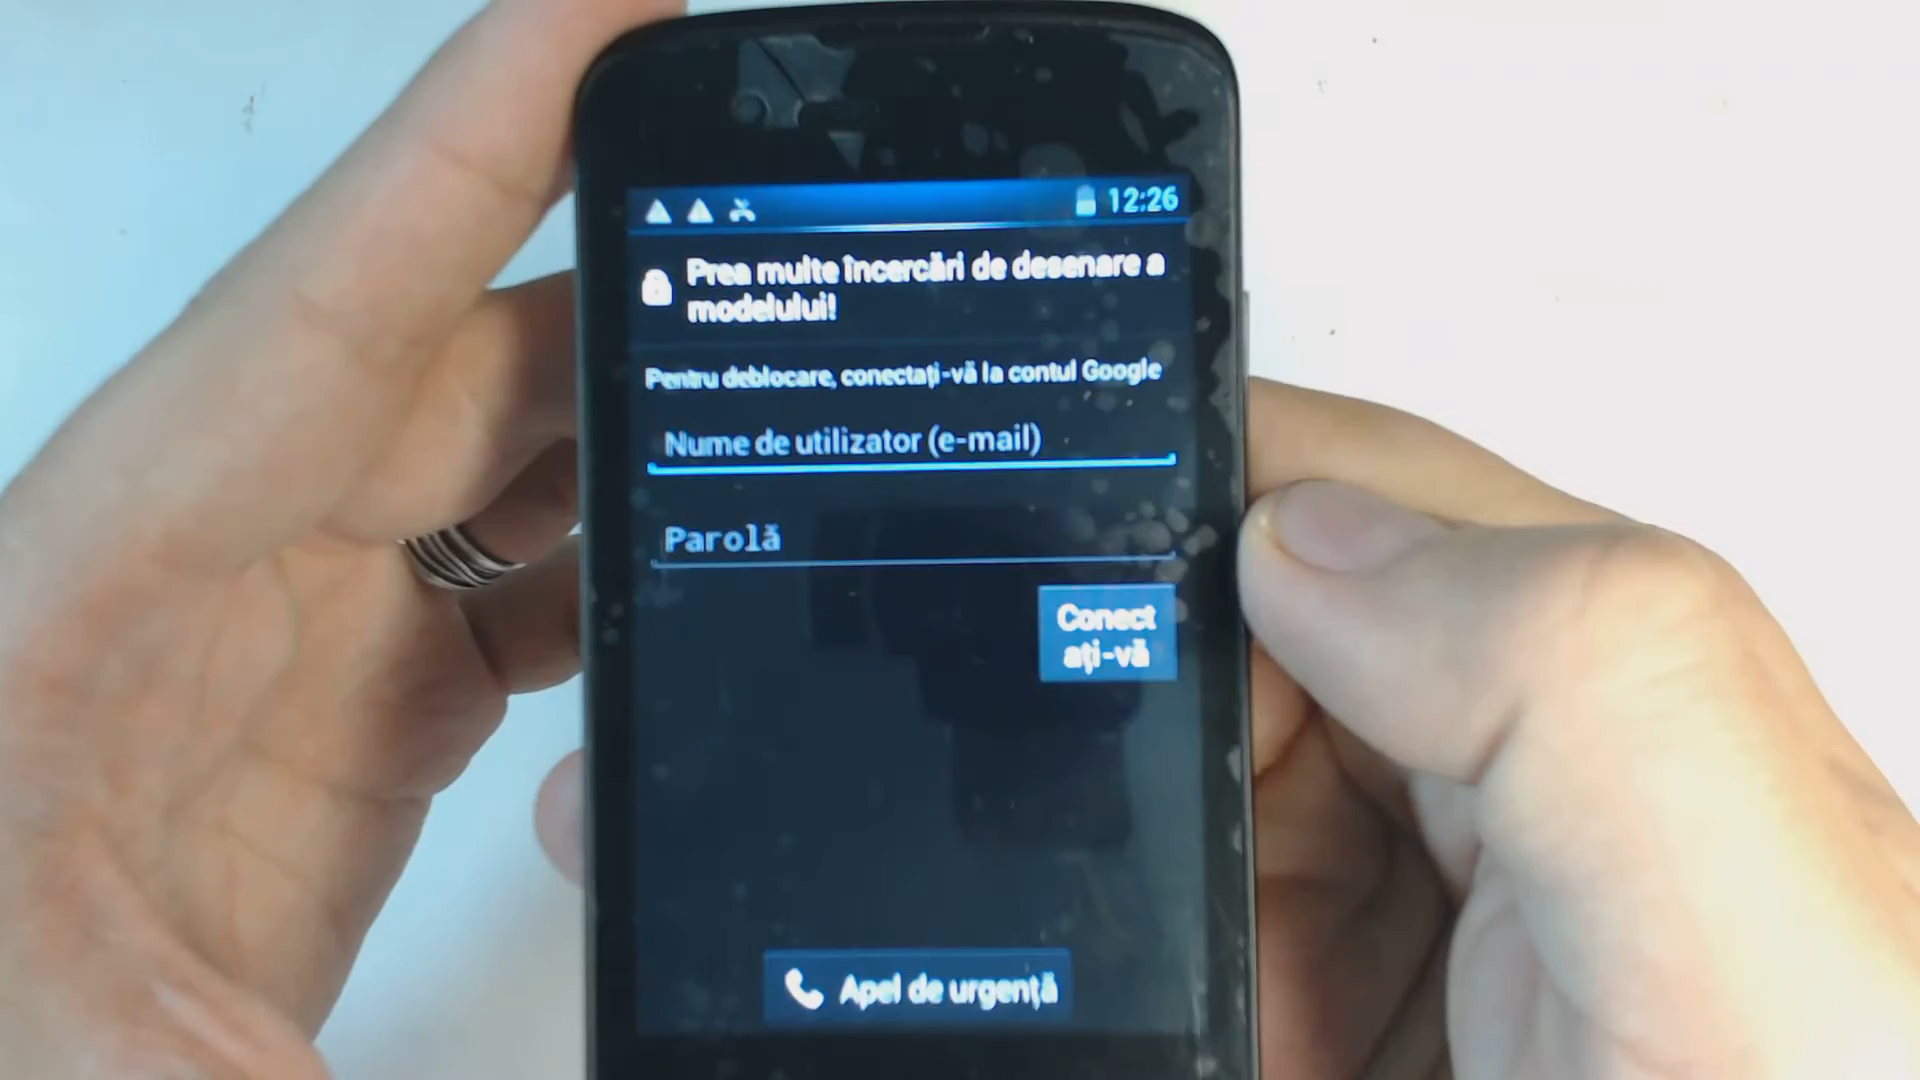 12:26
Prea multe încercări de desenare a
modelului!
Pentru deblocare, conectați-vă la contul Google
Nume de utilizator (e-mail)
Parolă
Conect
ați-vă
Apel de urgență